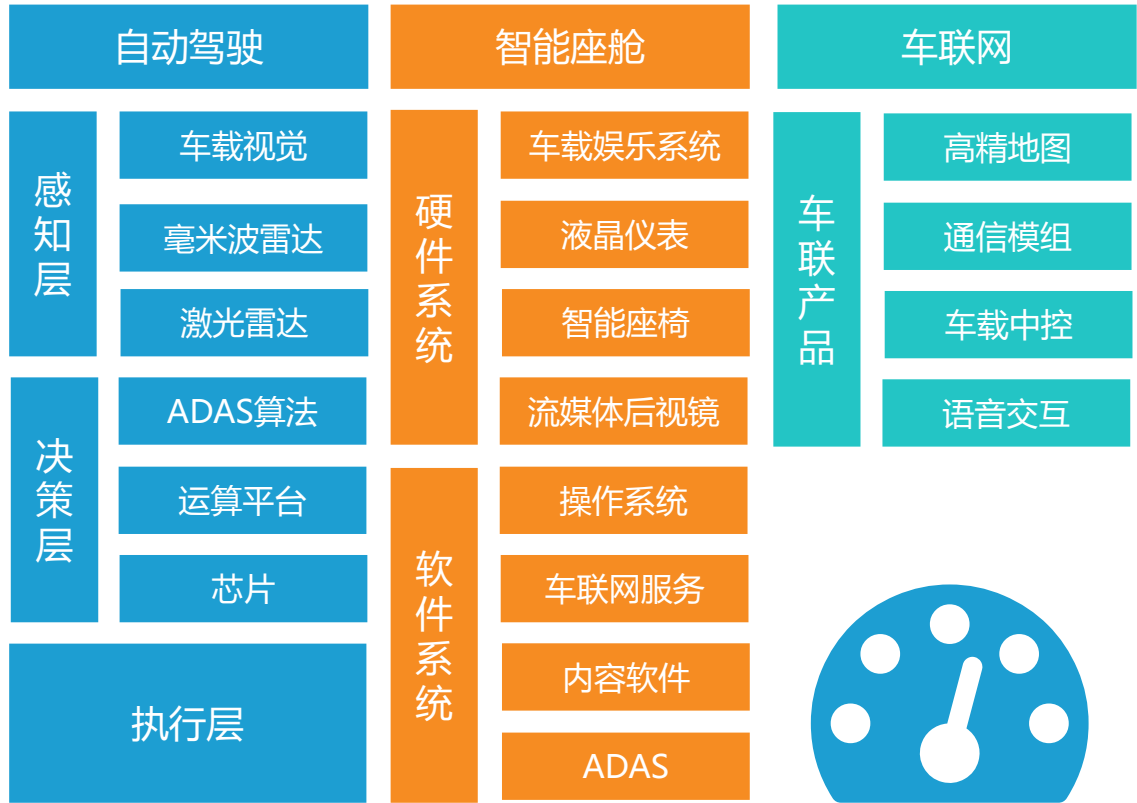 自动驾驶
感知层
车载视觉
毫米波雷达
激光雷达
决策层
ADAS算法
运算平台
芯片
执行层
智能座舱
硬件系统
车载娱乐系统
液晶仪表
智能座椅
流媒体后视镜
软件系统
操作系统
车联网服务
内容软件
ADAS
车联网
车联产品
高精地图
通信模组
车载中控
语音交互